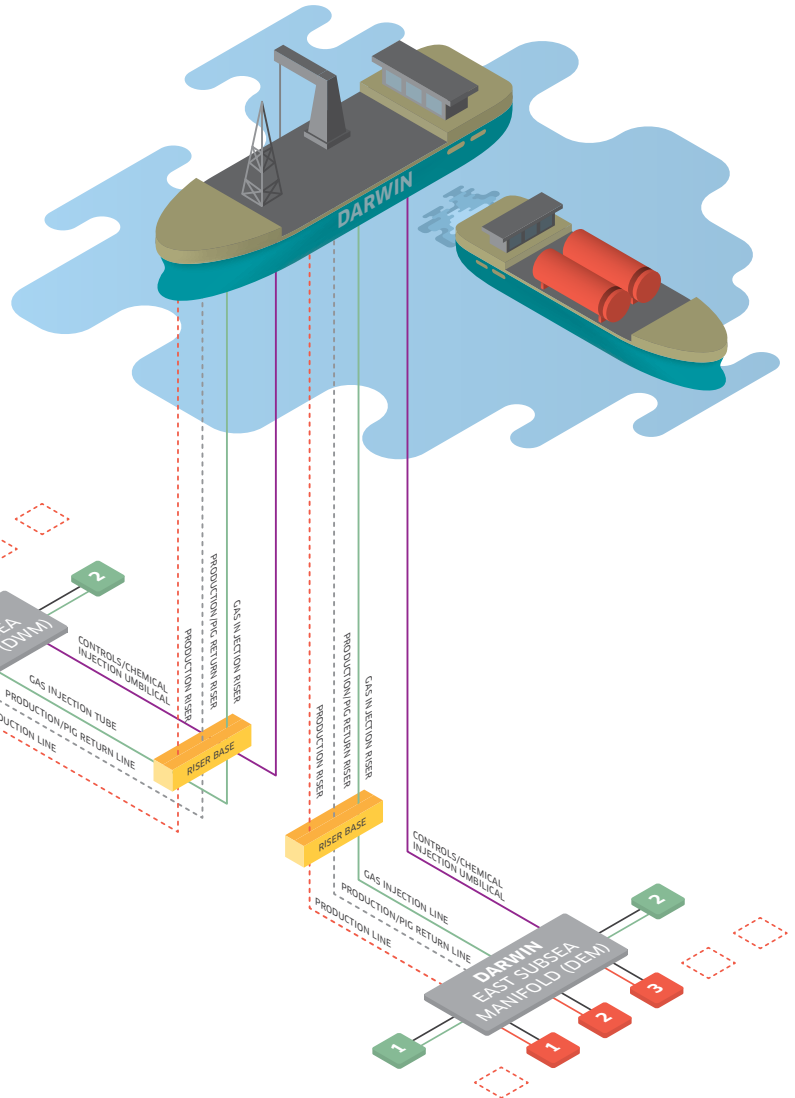 DARWIN
2
EA
(DWM)
CONTROLS/CHEMICAL
INJECTION UMBILICAL
GAS INJECTION TUBE
PRODUCTION/PIG RETURN LINE
DUCTION LINE
PRODUCTION RISER
PRODUCTION/PIG RETURN RISER
GAS INJECTION RISER
RISER BASE
PRODUCTION RISER
PRODUCTION/PIG RETURN RISER
GAS INJECTION RISER
RISER BASE
CONTROLS/CHEMICAL
INJECTION UMBILICAL
GAS INJECTION LINE
PRODUCTION/PIG RETURN LINE
PRODUCTION LINE
DARWIN
EAST SUBSEA
MANIFOLD (DEM)
2
3
2
1
1